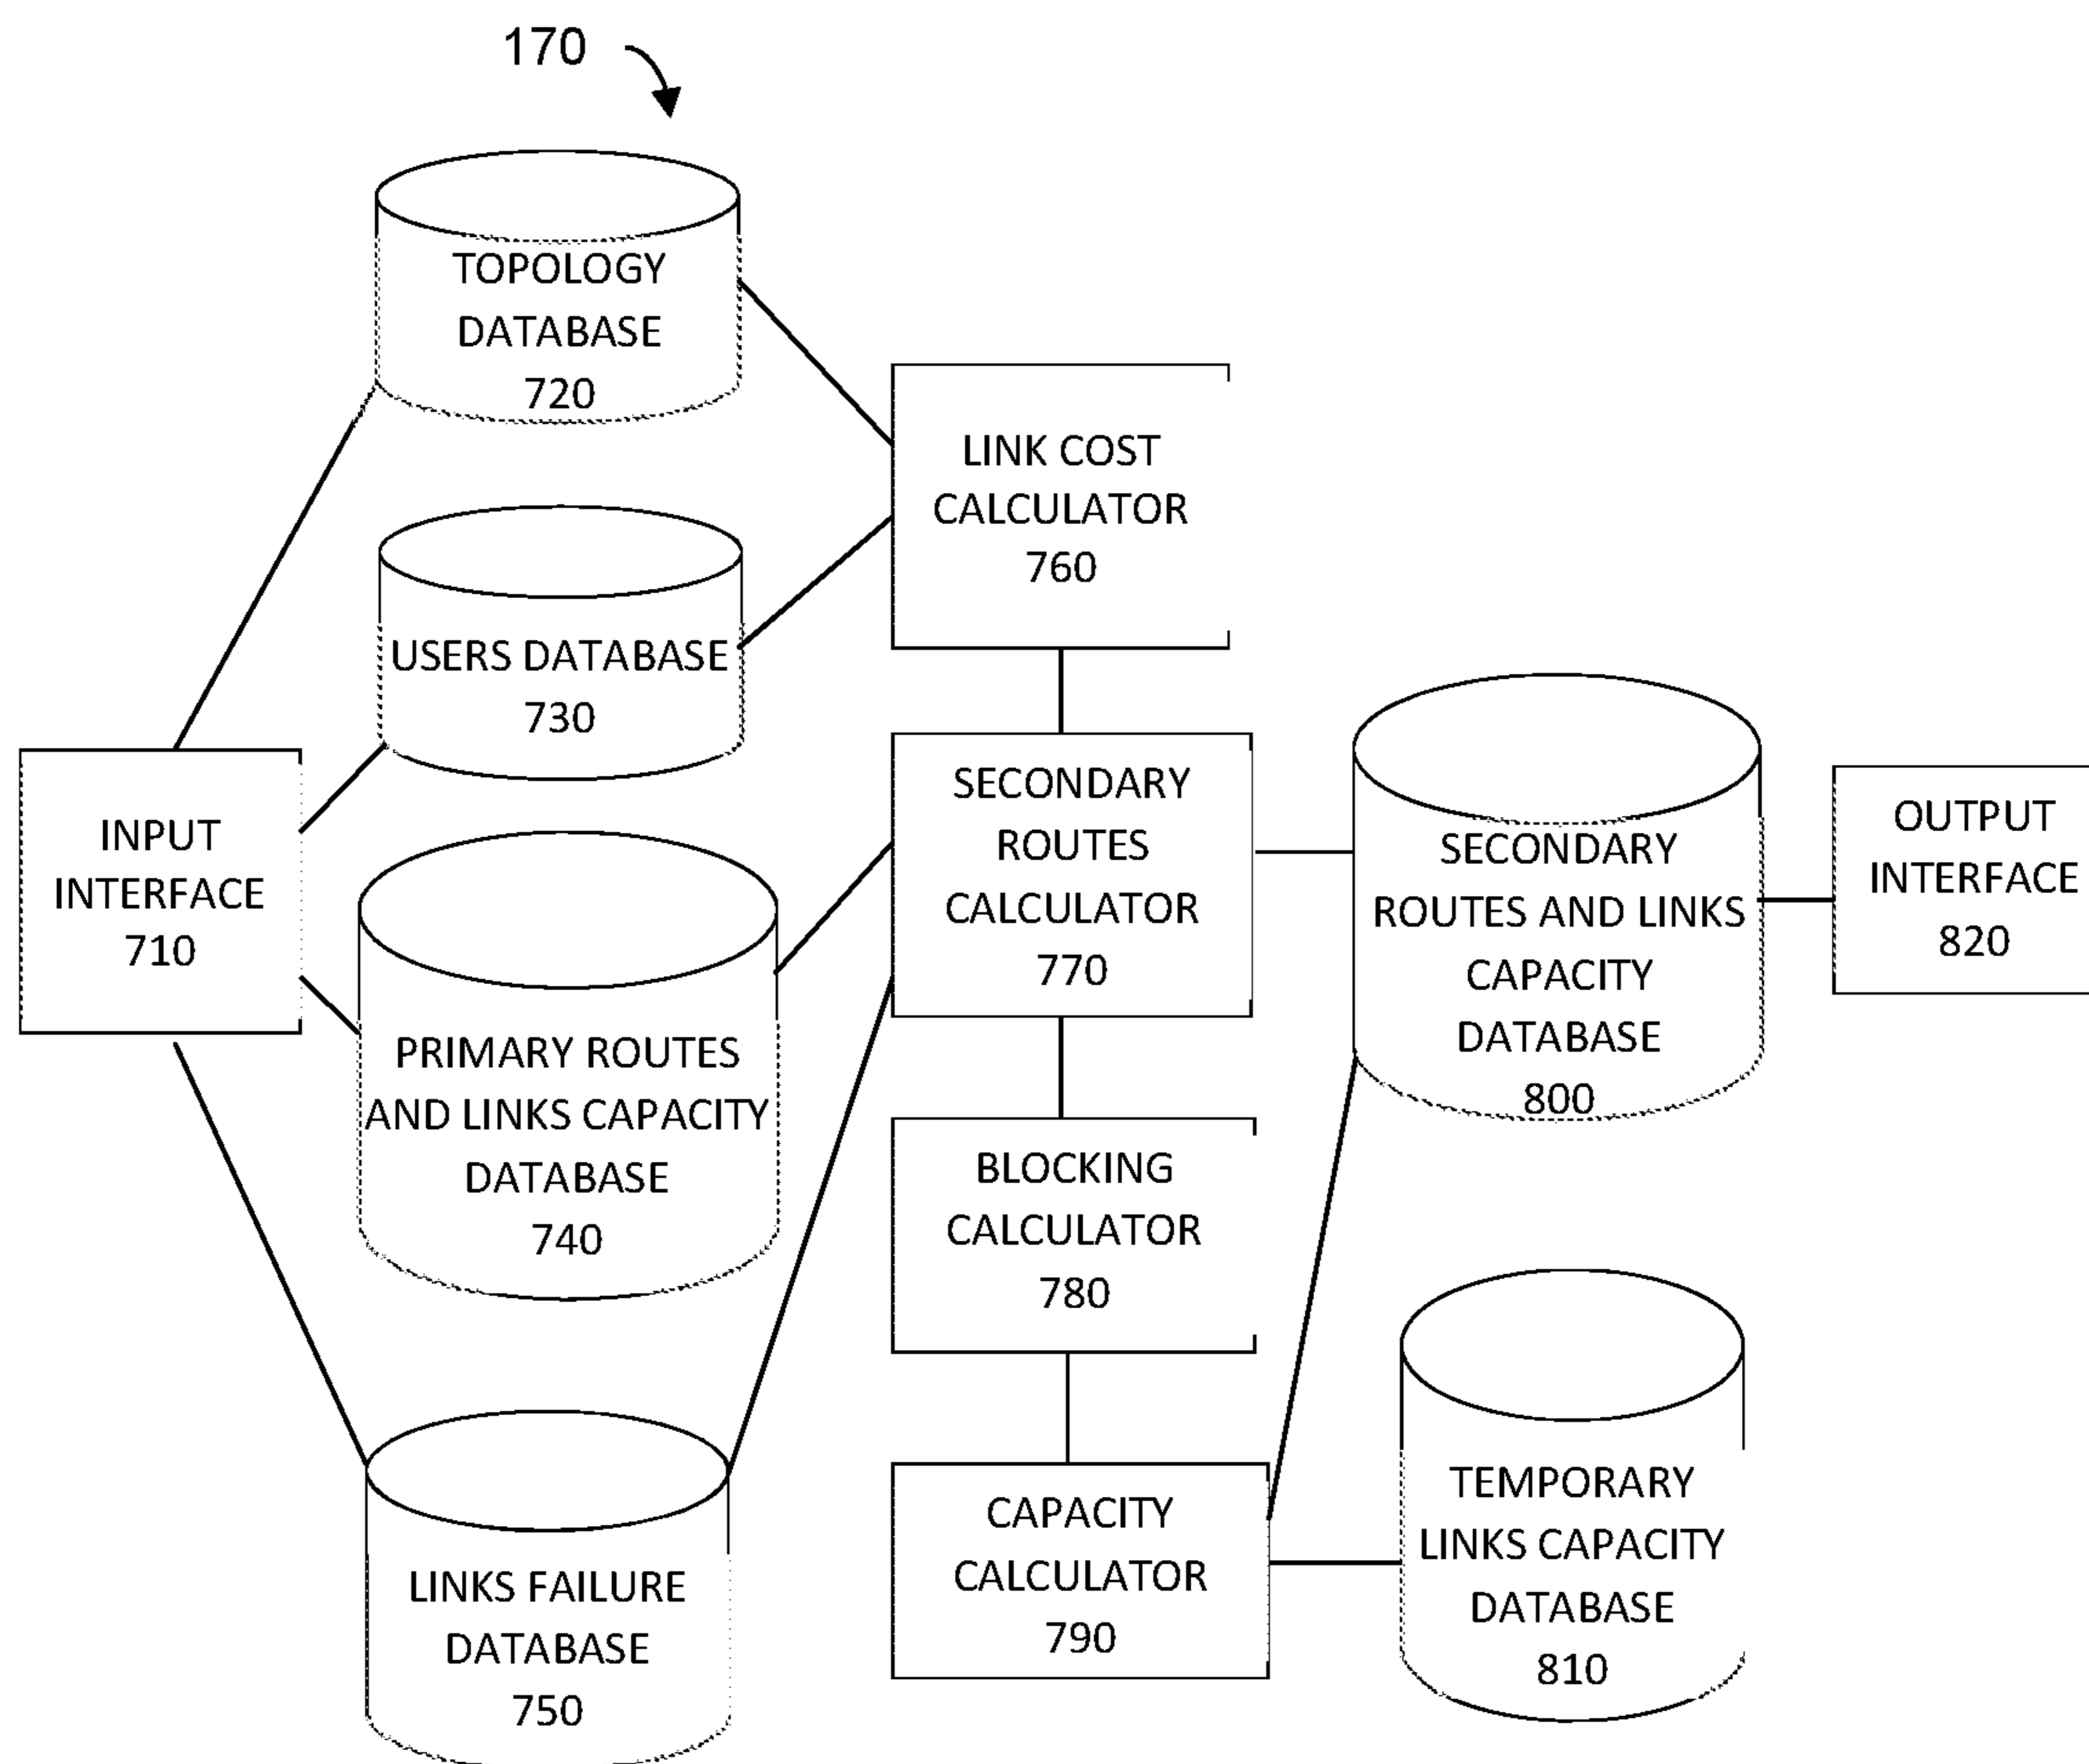 170
TOPOLOGY
DATABASE
720
USERS DATABASE
730
INPUT
INTERFACE
710
PRIMARY ROUTES
AND LINKS CAPACITY
DATABASE
740
LINKS FAILURE
DATABASE
750
LINK COST
CALCULATOR
760
SECONDARY
ROUTES
CALCULATOR
770
BLOCKING
CALCULATOR
780
CAPACITY
CALCULATOR
790
SECONDARY
ROUTES AND LINKS
CAPACITY
DATABASE
800
TEMPORARY
LINKS CAPACITY
DATABASE
810
OUTPUT
INTERFACE
820